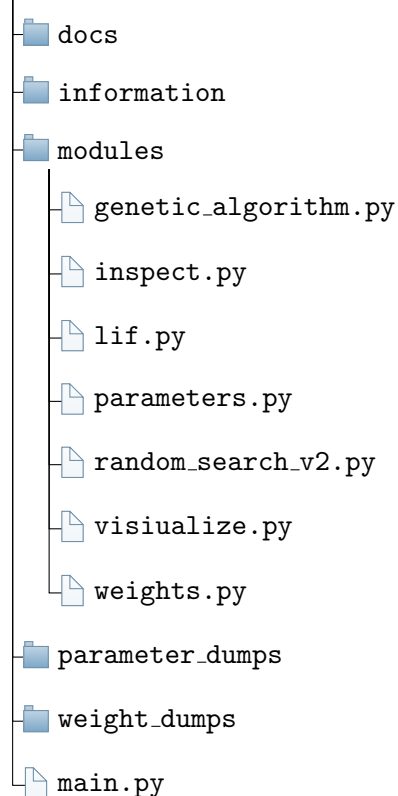 docs
information
modules
genetic_algorithm.py
inspect.py
lif.py
parameters.py
random_search_v2.py
visiualize.py
weights.py
parameter_dumps
weight_dumps
main.py